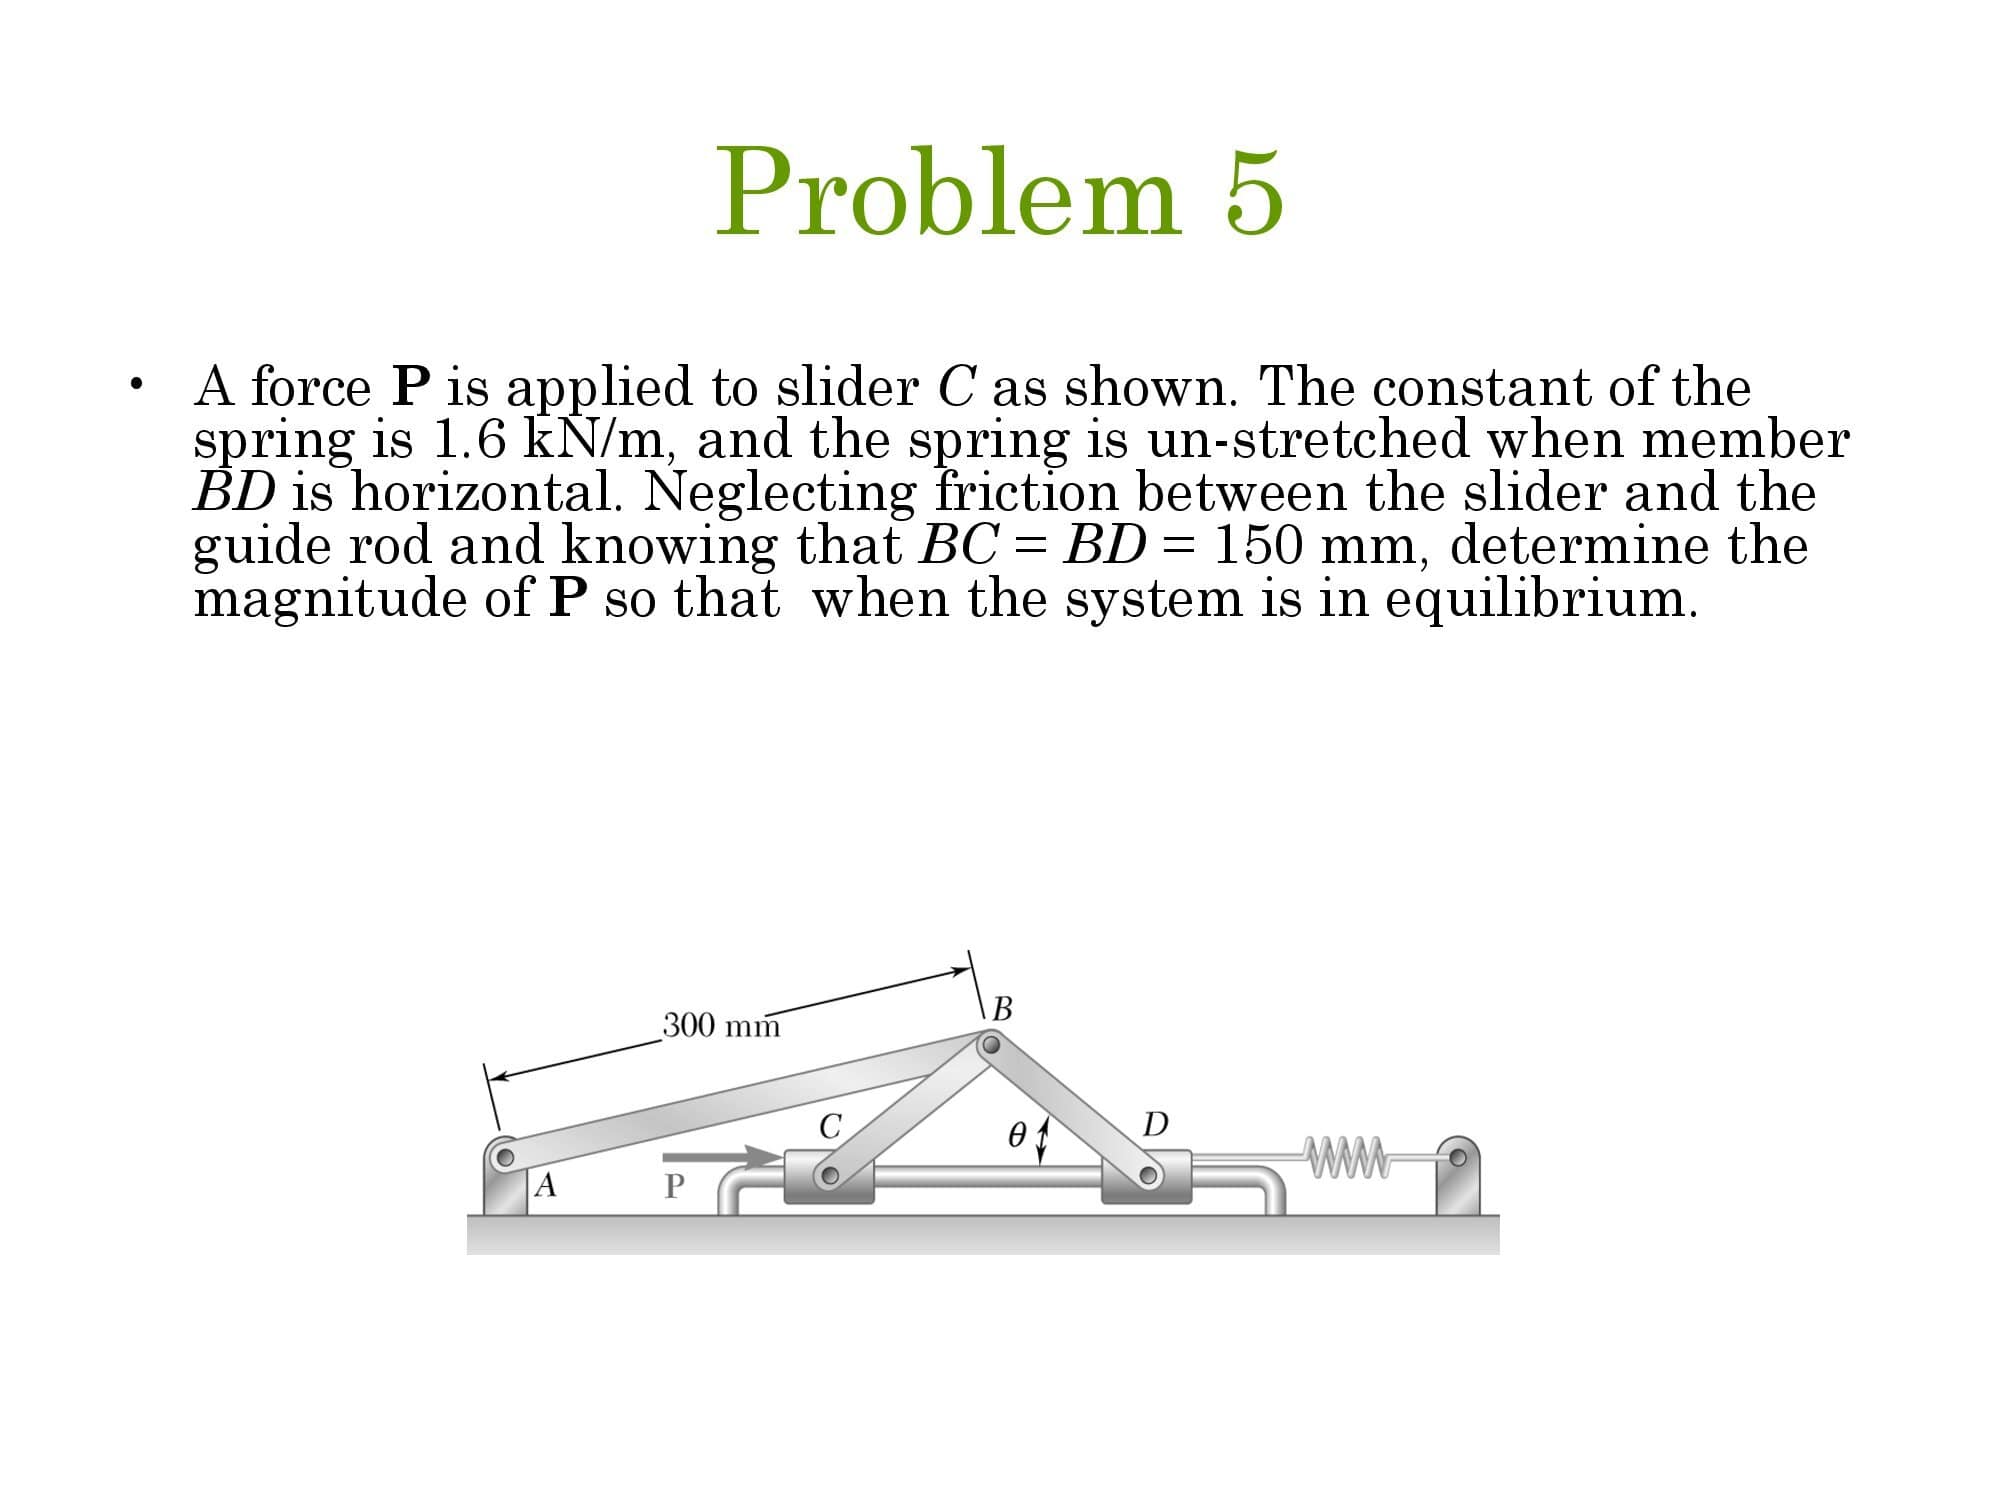 Problem 5
• A force P is applied to slider C as shown. The constant of the
spring is 1.6 kN/m, and the spring is un-stretched when member
BD is horizontal. Neglecting friction between the slider and the
guide rod and knowing that BC = BD = 150 mm, determine the
magnitude of P so that  when the system is in equilibrium.
B
300 mm
C
D
θ
A
P